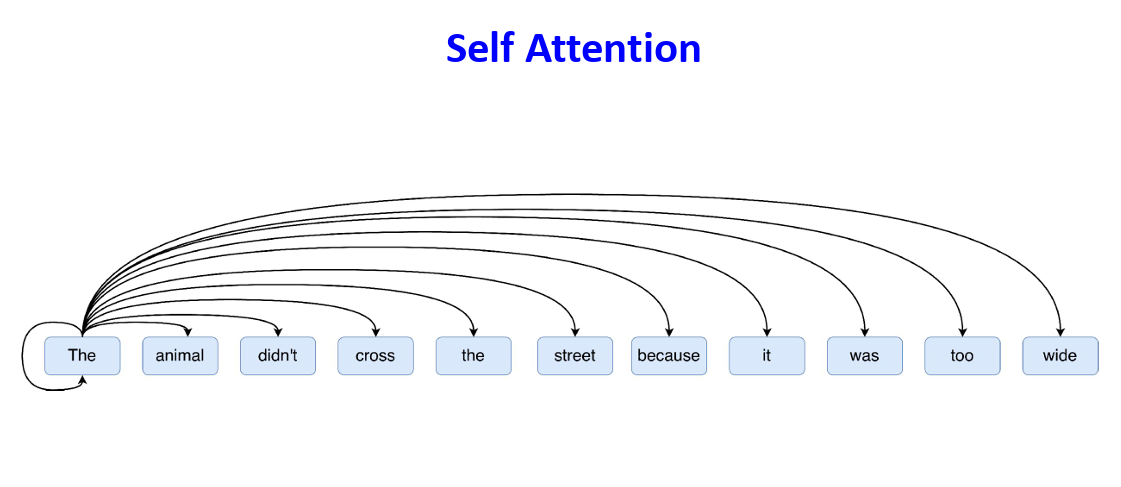 Self Attention
The animal didn't cross the street because it was too wide